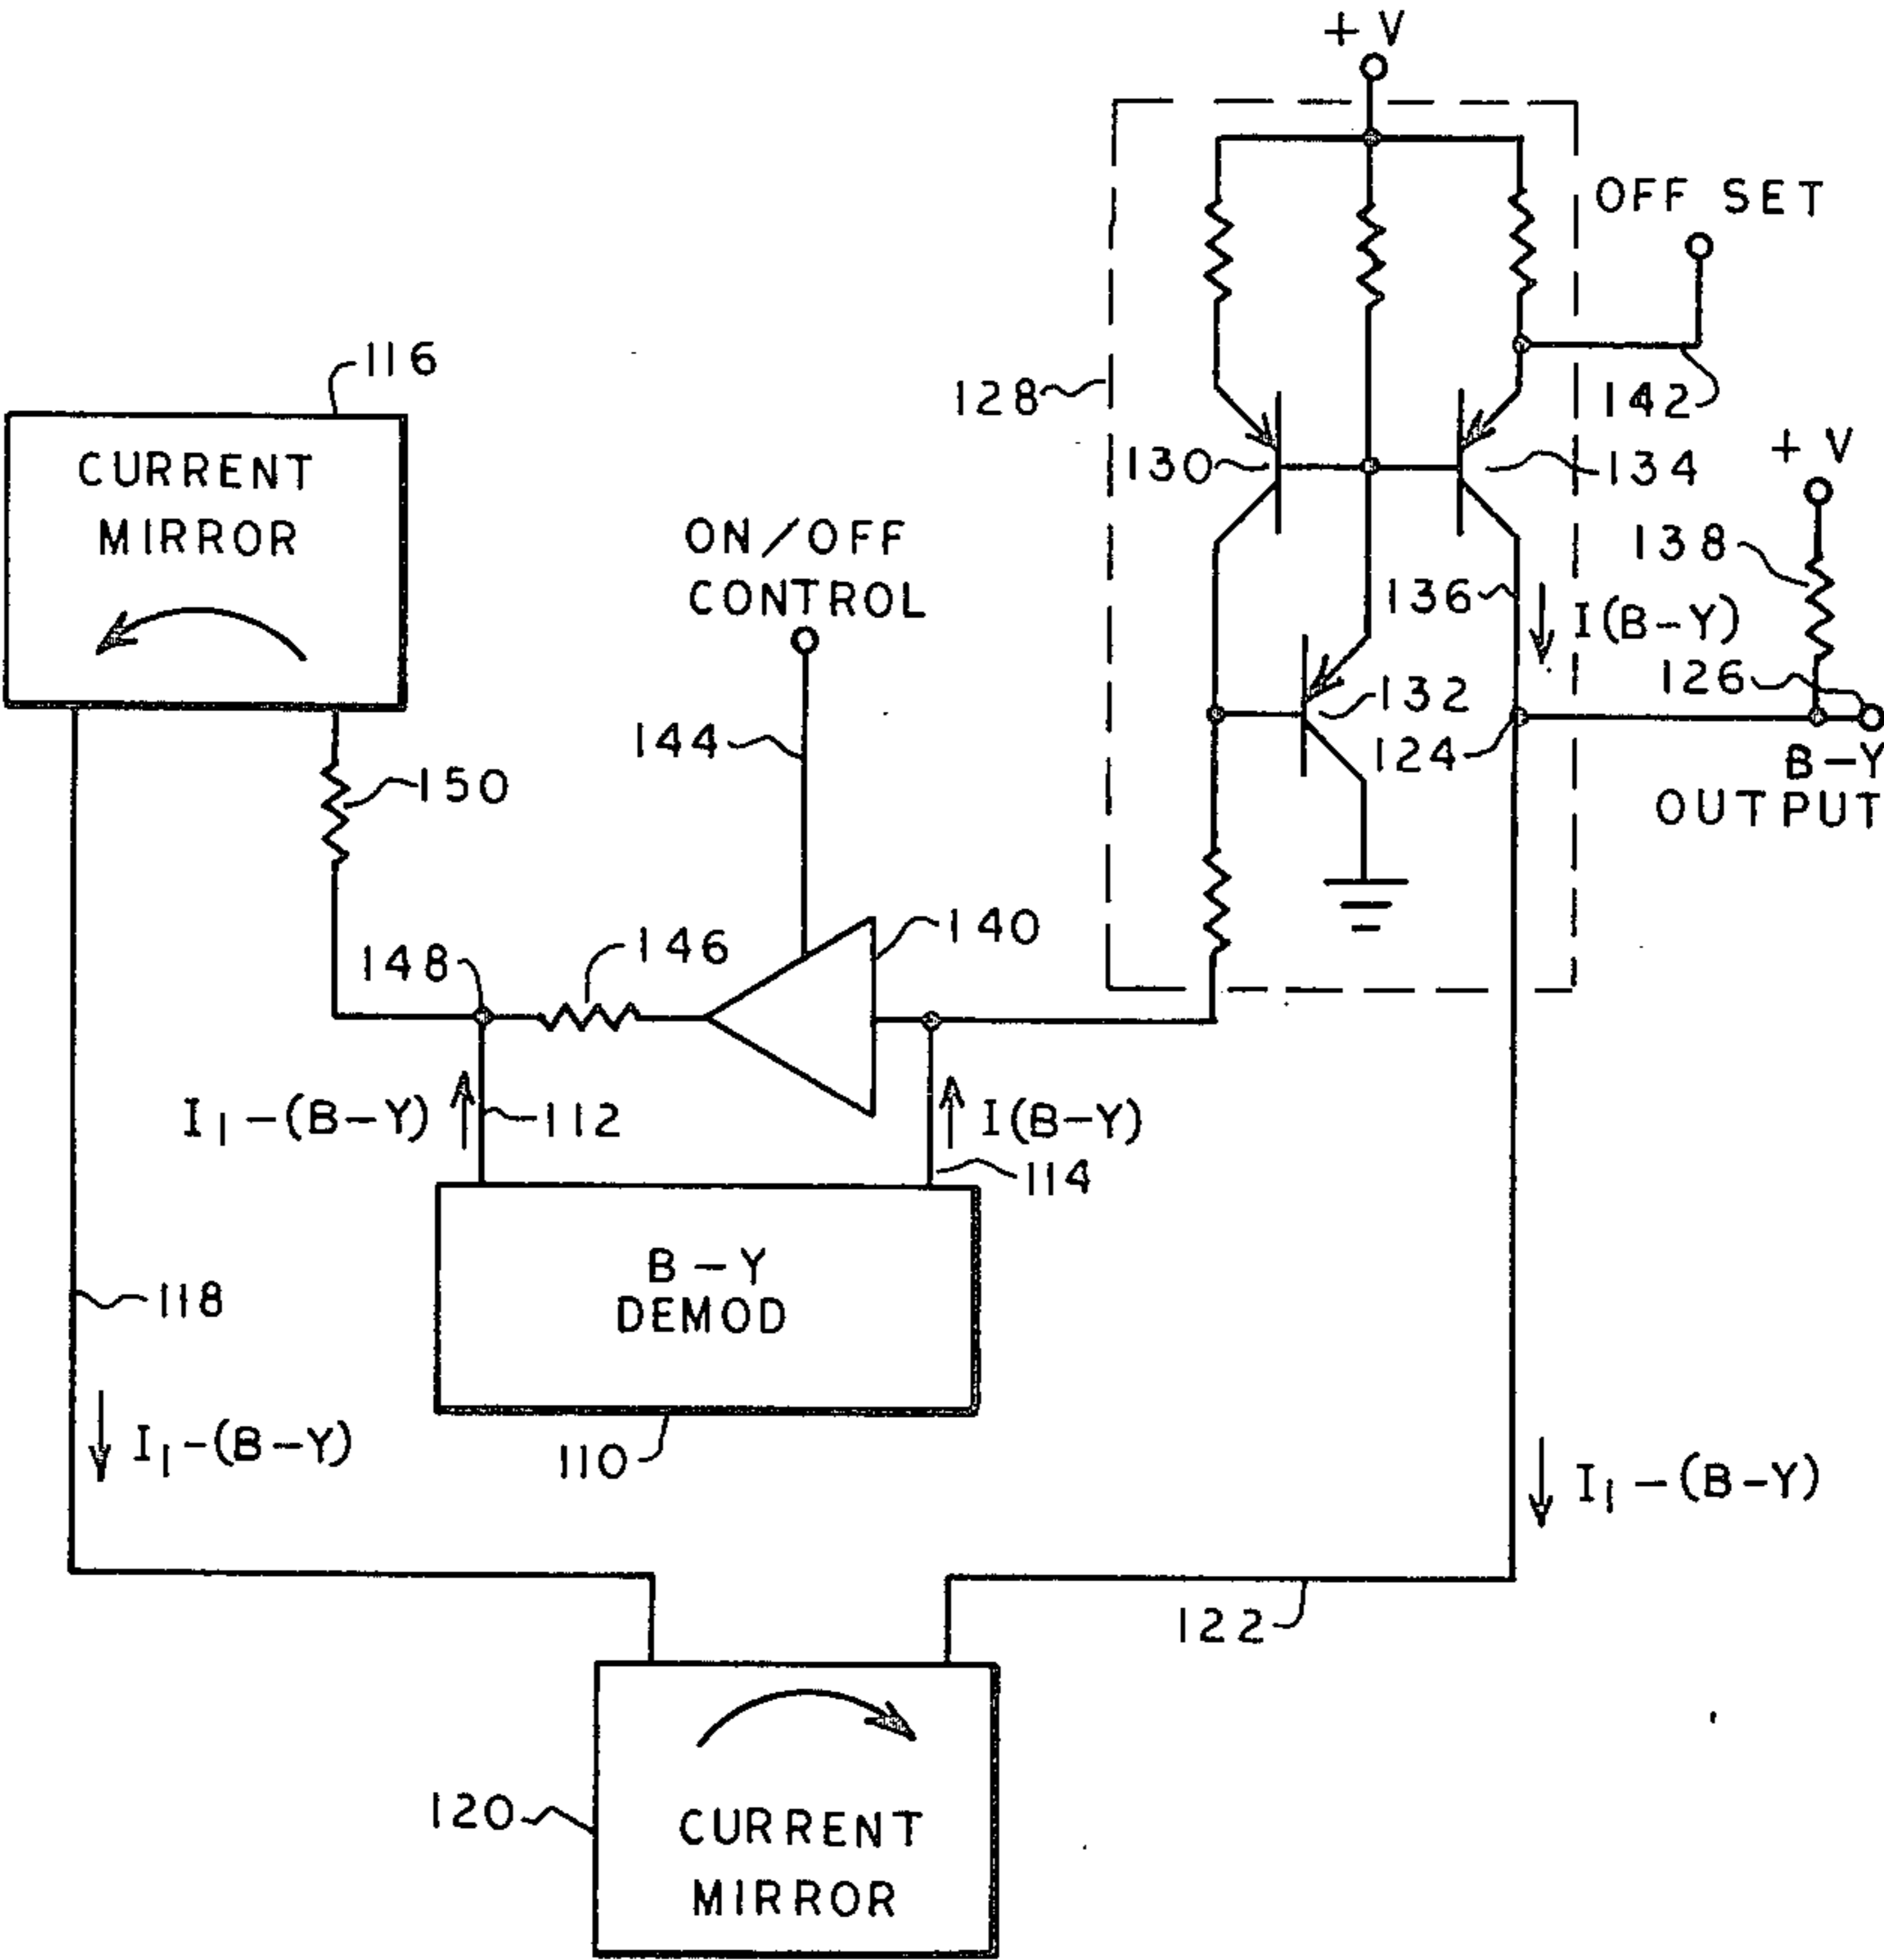 + V
OFF SET
116
128
142
CURRENT
MIRROR
130
134
+ V
ON/OFF
CONTROL
138
136
I(B-Y)
126
132
144
124
B-Y
OUTPUT
150
140
146
148
I1-(B-Y)
112
I(B-Y)
114
B-Y
DEMOD
118
I1-(B-Y)
110
I1-(B-Y)
122
120
CURRENT
MIRROR